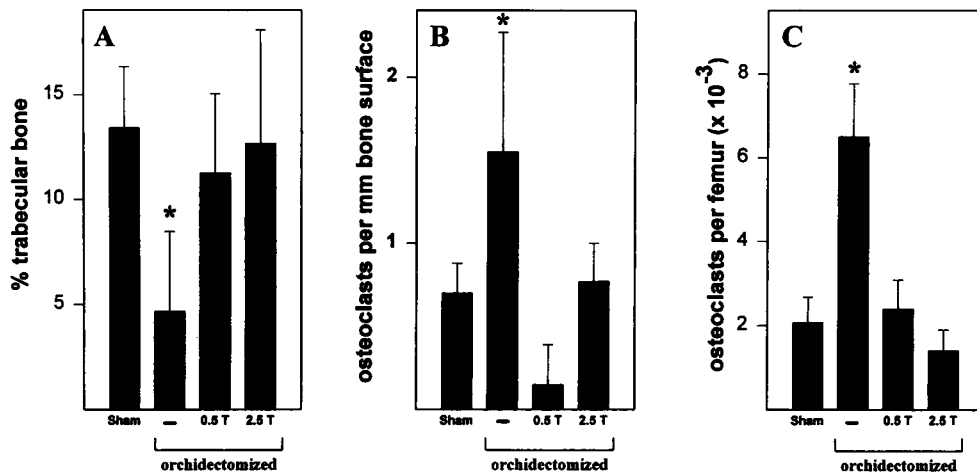 A
% trabecular bone
15
10
5
*
Sham
–
0.5 T
2.5 T
orchidectomized
B
osteoclasts per mm bone surface
2
1
*
Sham
–
0.5 T
2.5 T
orchidectomized
C
osteoclasts per femur (x 10⁻³)
8
6
4
2
*
Sham
–
0.5 T
2.5 T
orchidectomized